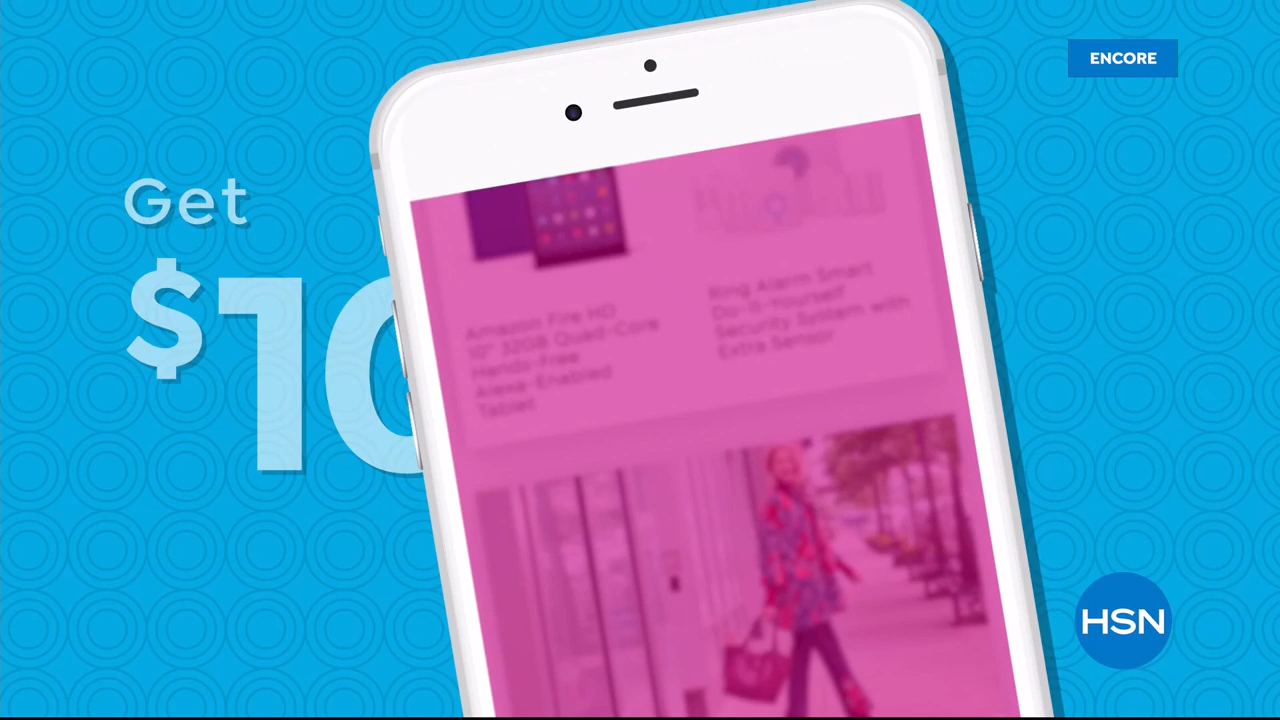 ENCORE
Get
$10
Amazon Fire HD
10" 32GB Quad-Core
Hands-Free
Alexa-Enabled
Tablet
Ring Alarm Smart
Do-It-Yourself
Security System with
Extra Sensor
HSN